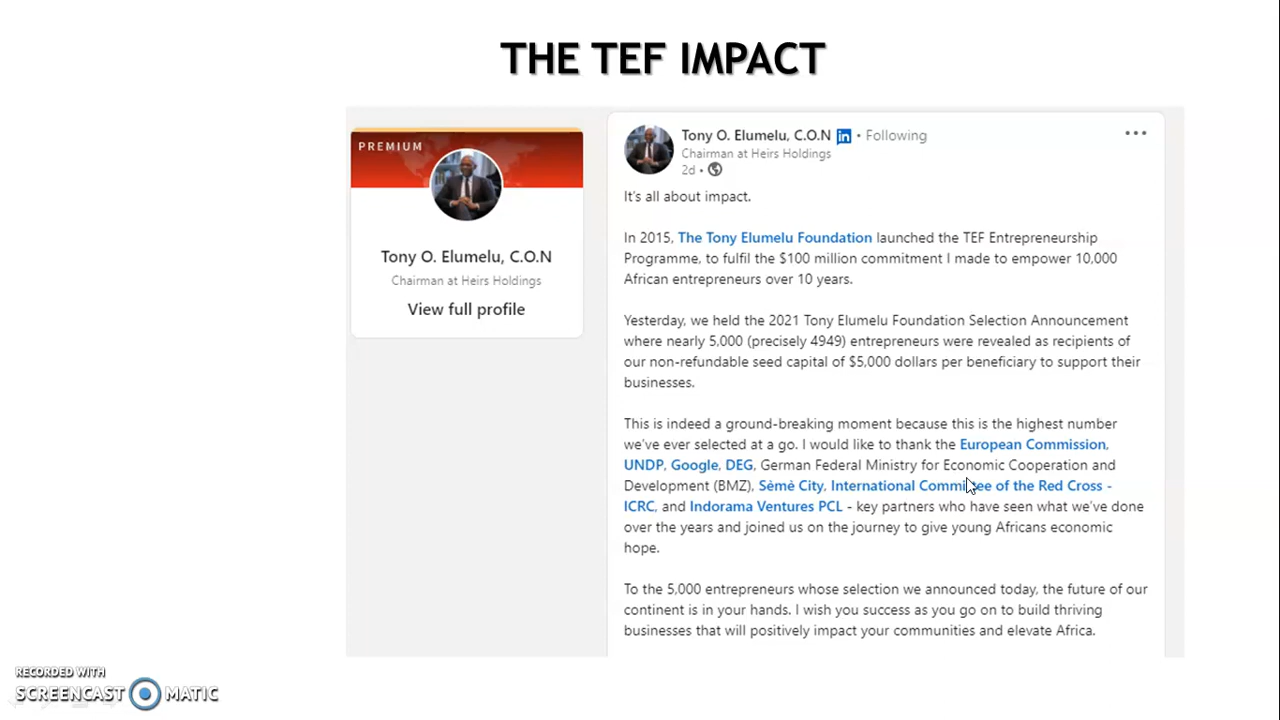 THE TEF IMPACT
PREMIUM
Tony O. Elumelu, C.O.N
Chairman at Heirs Holdings
View full profile
Tony O. Elumelu, C.O.N in • Following
Chairman at Heirs Holdings
2d •
It's all about impact.
In 2015, The Tony Elumelu Foundation launched the TEF Entrepreneurship
Programme, to fulfil the $100 million commitment I made to empower 10,000
African entrepreneurs over 10 years.
Yesterday, we held the 2021 Tony Elumelu Foundation Selection Announcement
where nearly 5,000 (precisely 4949) entrepreneurs were revealed as recipients of
our non-refundable seed capital of $5,000 dollars per beneficiary to support their
businesses.
This is indeed a ground-breaking moment because this is the highest number
we've ever selected at a go. I would like to thank the European Commission,
UNDP, Google, DEG, German Federal Ministry for Economic Cooperation and
Development (BMZ), Sèmè City, International Committee of the Red Cross -
ICRC, and Indorama Ventures PCL - key partners who have seen what we've done
over the years and joined us on the journey to give young Africans economic
hope.
To the 5,000 entrepreneurs whose selection we announced today, the future of our
continent is in your hands. I wish you success as you go on to build thriving
businesses that will positively impact your communities and elevate Africa.
RECORDED WITH
SCREENCAST MATIC